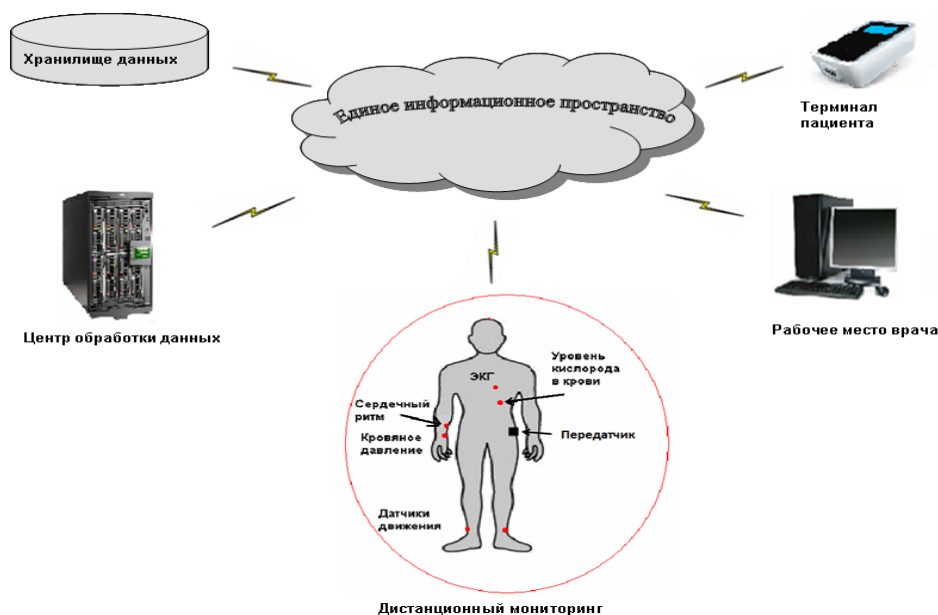 Хранилище данных
Единое информационное пространство
Терминал
пациента
Центр обработки данных
Рабочее место врача
ЭКГ
Уровень
кислорода
в крови
Сердечный
ритм
Кровяное
давление
Передатчик
Датчики
движения
Дистанционный мониторинг